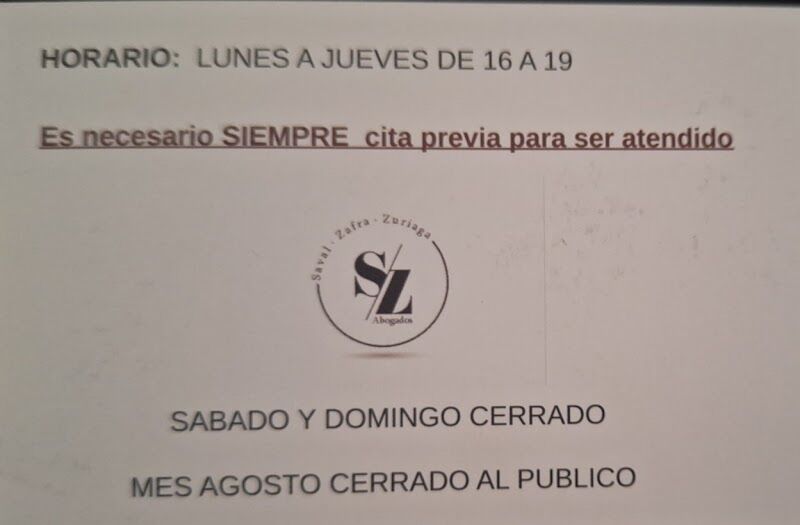 HORARIO: LUNES A JUEVES DE 16 A 19
Es necesario SIEMPRE cita previa para ser atendido
Saval · Zafra · Zuriaga
S/Z
Abogados
SABADO Y DOMINGO CERRADO
MES AGOSTO CERRADO AL PUBLICO